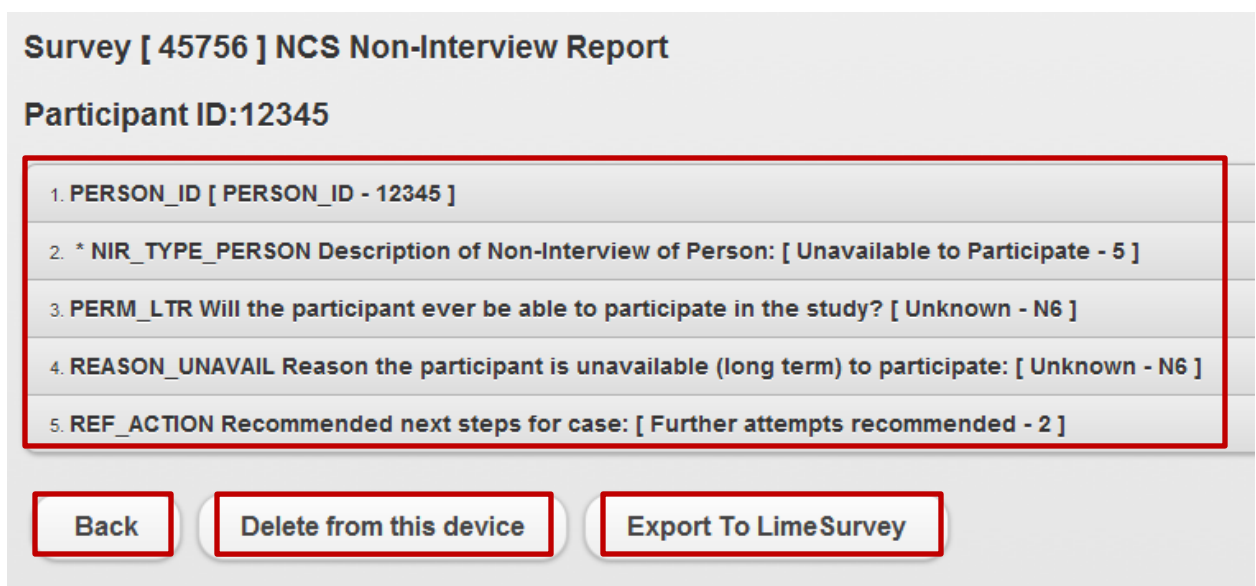 Survey [ 45756 ] NCS Non-Interview Report
Participant ID:12345
1. PERSON_ID [ PERSON_ID - 12345 ]
2. * NIR_TYPE_PERSON Description of Non-Interview of Person: [ Unavailable to Participate - 5 ]
3. PERM_LTR Will the participant ever be able to participate in the study? [ Unknown - N6 ]
4. REASON_UNAVAIL Reason the participant is unavailable (long term) to participate: [ Unknown - N6 ]
5. REF_ACTION Recommended next steps for case: [ Further attempts recommended - 2 ]
Back Delete from this device Export To LimeSurvey